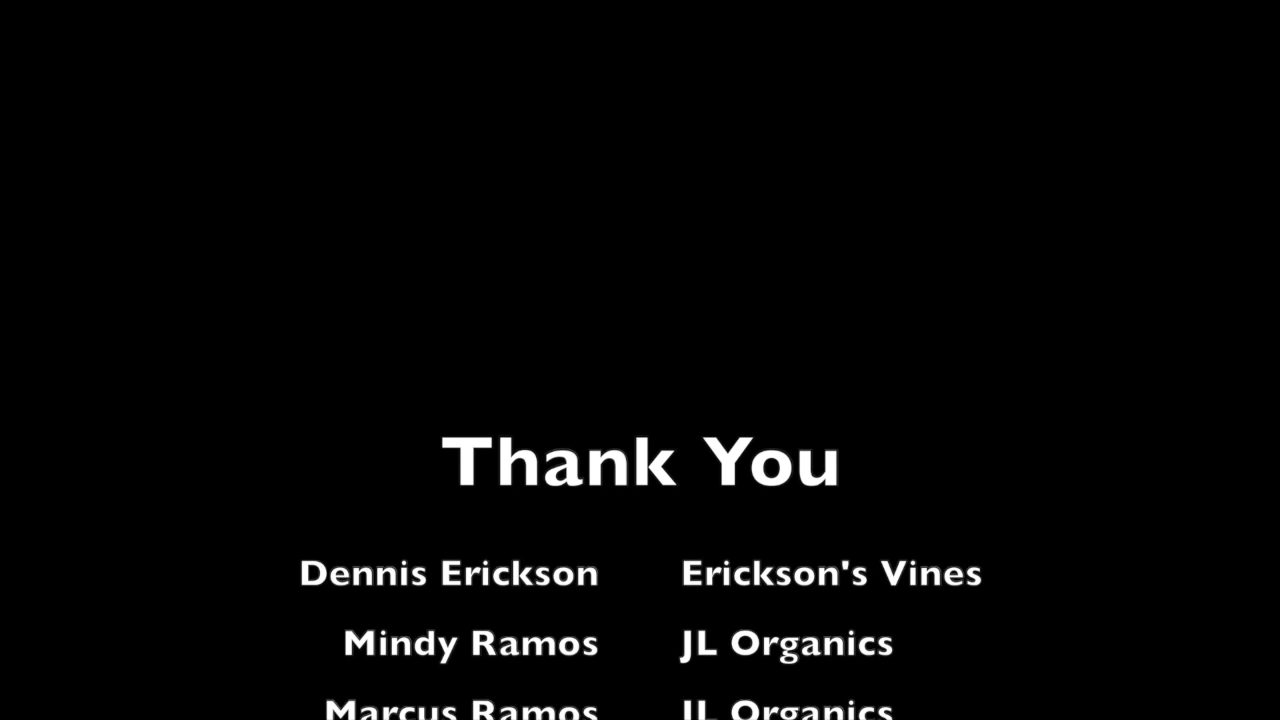 Thank You
Dennis Erickson Erickson's Vines
Mindy Ramos JL Organics
Marcus Ramos JL Organics